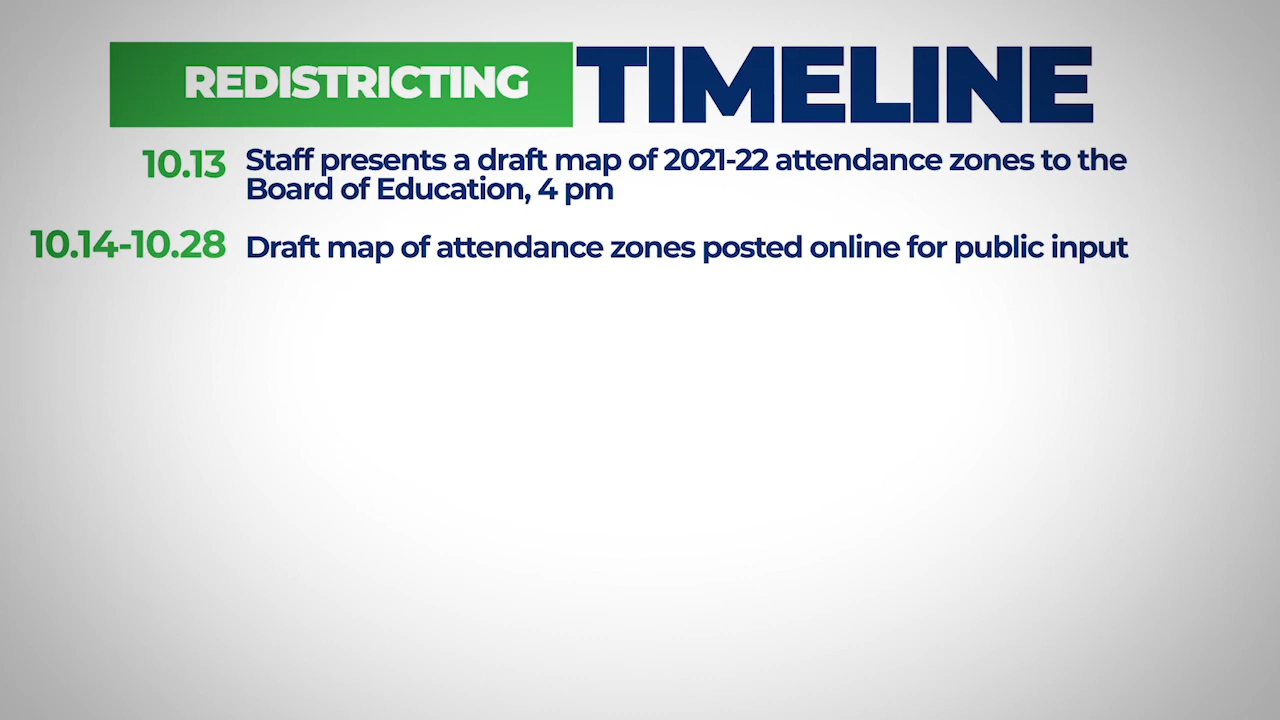 REDISTRICTING TIMELINE
10.13 Staff presents a draft map of 2021-22 attendance zones to the
Board of Education, 4 pm
10.14-10.28 Draft map of attendance zones posted online for public input